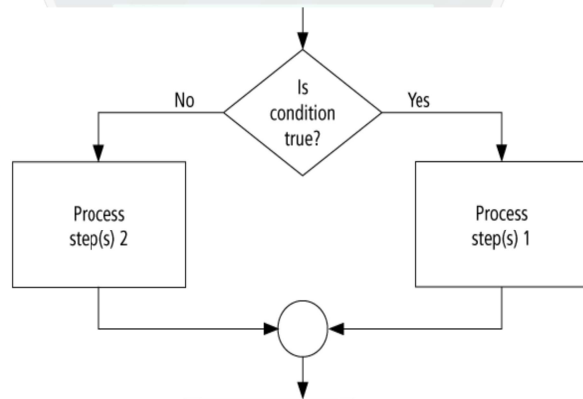 Is
condition
true?
No
Yes
Process
step(s) 2
Process
step(s) 1